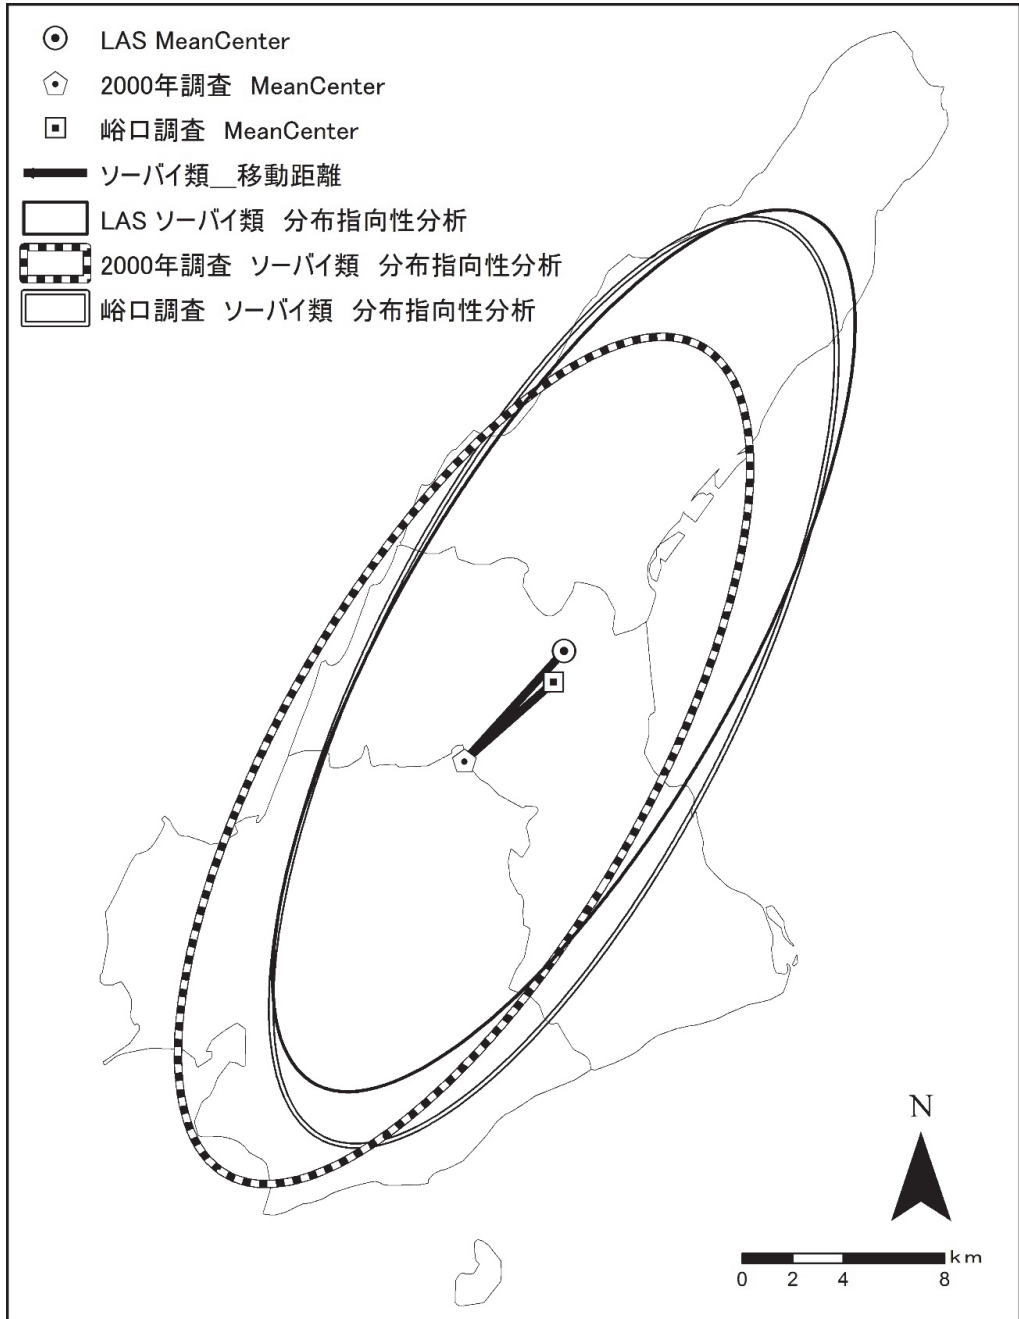 LAS MeanCenter
2000年調査 MeanCenter
峪口調査 MeanCenter
ソーバイ類__移動距離
LAS ソーバイ類 分布指向性分析
2000年調査 ソーバイ類 分布指向性分析
峪口調査 ソーバイ類 分布指向性分析
N
km
0 2 4 8